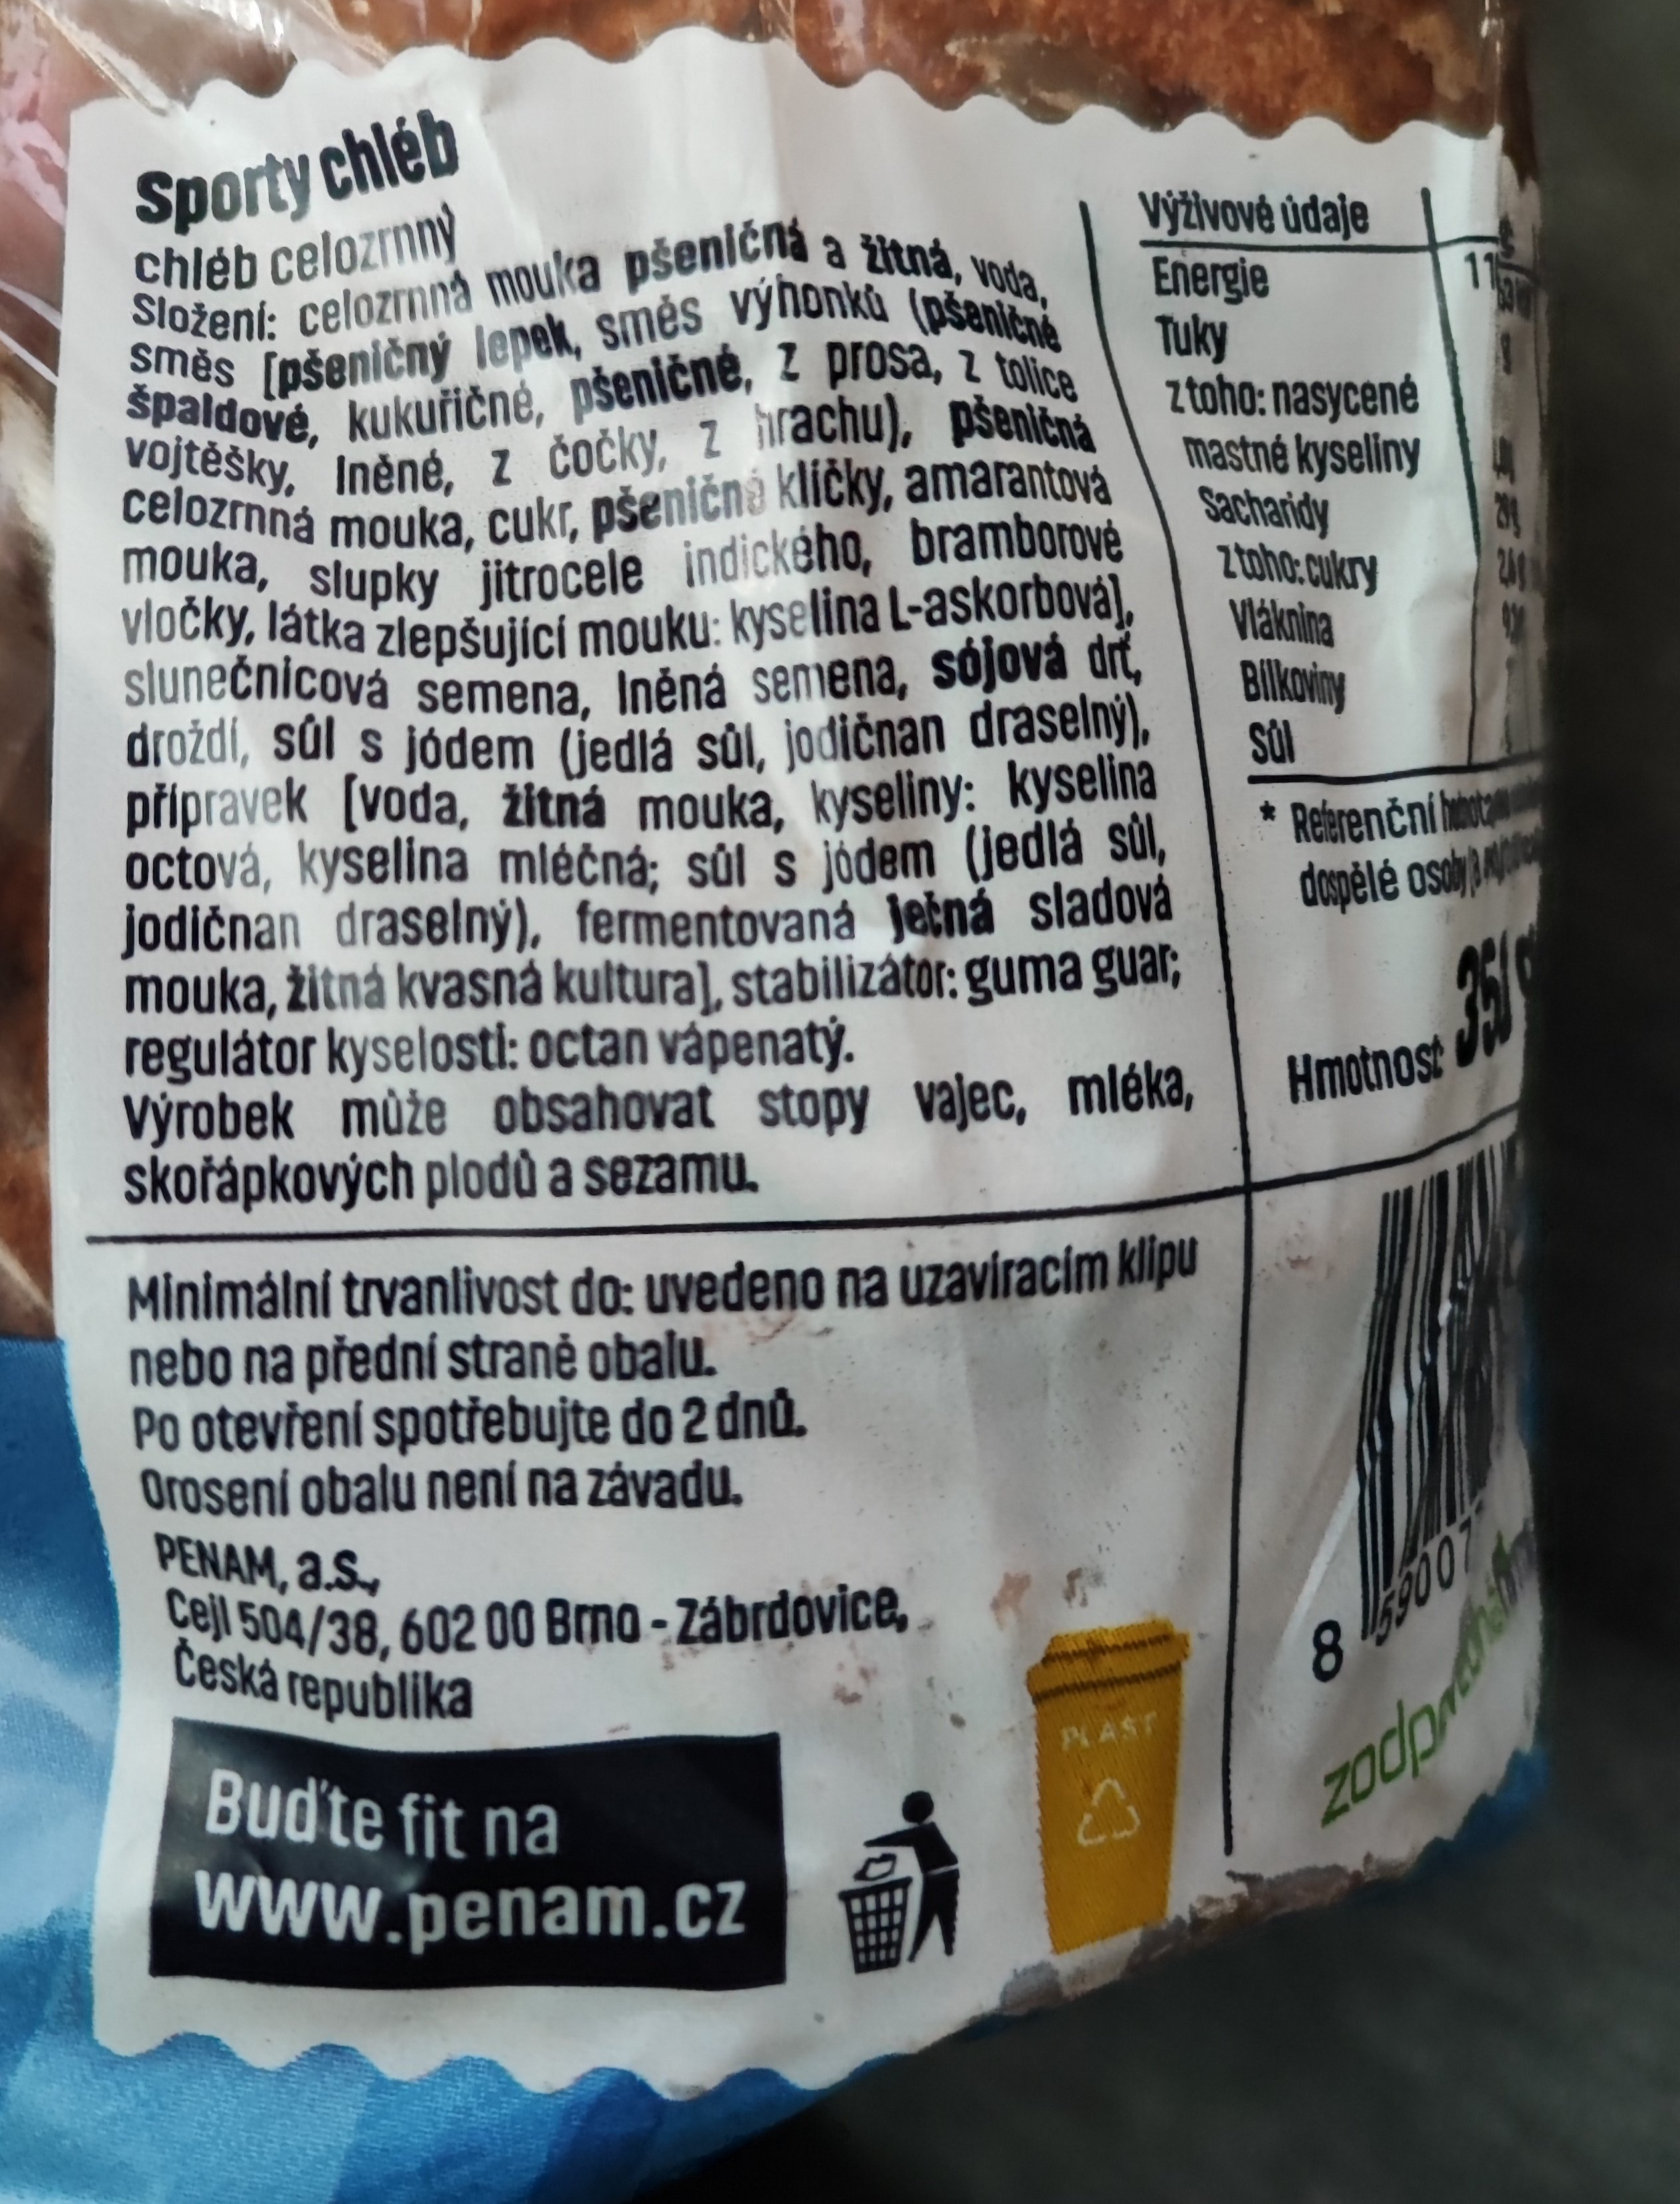 Sporty chléb
chléb celozrnný
Složení: celozrnná mouka pšeničná a žitná, voda,
směs [pšeničný lepek, směs výhonků (pšeničné
špaldové, kukuřičné, pšeničné, z prosa, z tolice
vojtěšky, lněné, z čočky, z hrachu), pšeničná
celozrnná mouka, cukr, pšeničné klíčky, amarantová
mouka, slupky jitrocele indického, bramborové
vločky, látka zlepšující mouku: kyselina L-askorbová],
slunečnicová semena, lněná semena, sójová drť,
droždí, sůl s jódem (jedlá sůl, jodičnan draselný),
přípravek [voda, žitná mouka, kyseliny: kyselina
octová, kyselina mléčná; sůl s jódem (jedlá sůl,
jodičnan draselný), fermentovaná ječná sladová
mouka, žitná kvasná kultura], stabilizátor: guma guar;
regulátor kyselosti: octan vápenatý.
Výrobek může obsahovat stopy vajec, mléka,
skořápkových plodů a sezamu.
Minimální trvanlivost do: uvedeno na uzavíracím klipu
nebo na přední straně obalu.
Po otevření spotřebujte do 2 dnů.
Orosení obalu není na závadu.
PENAM, a.s.,
Cejl 504/38, 602 00 Brno - Zábrdovice,
Česká republika
Buďte fit na
www.penam.cz
PLAST
Výživové údaje
Energie
Tuky
z toho: nasycené
mastné kyseliny
Sacharidy
z toho: cukry
Vláknina
Bílkoviny
Sůl
* Referenční
dospělé osoby
Hmotnost
8 59007